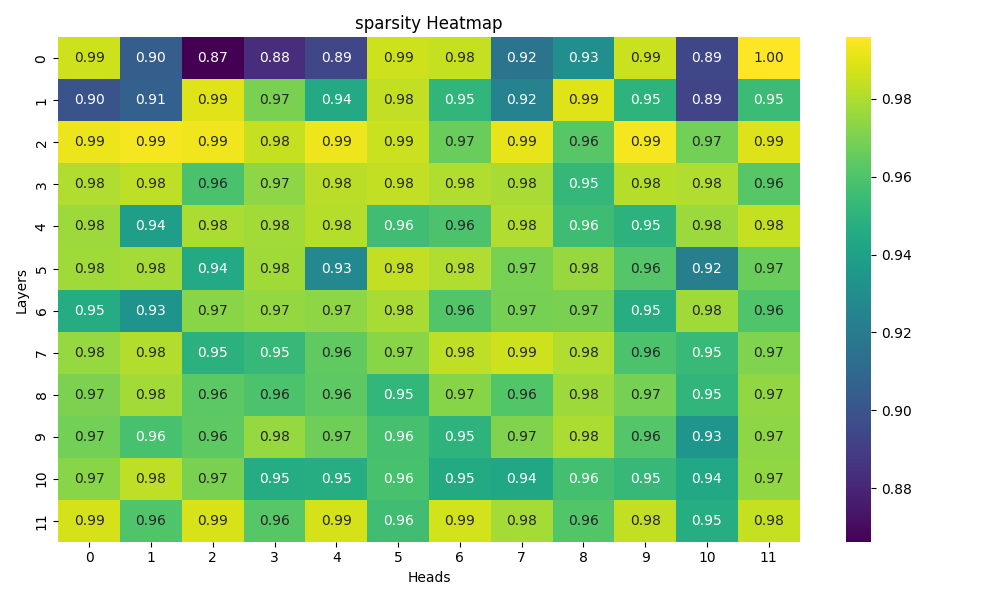 sparsity Heatmap
0 0.99 0.90 0.87 0.88 0.89 0.99 0.98 0.92 0.93 0.99 0.89 1.00
1 0.90 0.91 0.99 0.97 0.94 0.98 0.95 0.92 0.99 0.95 0.89 0.95
2 0.99 0.99 0.99 0.98 0.99 0.99 0.97 0.99 0.96 0.99 0.97 0.99
3 0.98 0.98 0.96 0.97 0.98 0.98 0.98 0.98 0.95 0.98 0.98 0.96
4 0.98 0.94 0.98 0.98 0.98 0.96 0.96 0.98 0.96 0.95 0.98 0.98
5 0.98 0.98 0.94 0.98 0.93 0.98 0.98 0.97 0.98 0.96 0.92 0.97
6 0.95 0.93 0.97 0.97 0.97 0.98 0.96 0.97 0.97 0.95 0.98 0.96
7 0.98 0.98 0.95 0.95 0.96 0.97 0.98 0.99 0.98 0.96 0.95 0.97
8 0.97 0.98 0.96 0.96 0.96 0.95 0.97 0.96 0.98 0.97 0.95 0.97
9 0.97 0.96 0.96 0.98 0.97 0.96 0.95 0.97 0.98 0.96 0.93 0.97
10 0.97 0.98 0.97 0.95 0.95 0.96 0.95 0.94 0.96 0.95 0.94 0.97
11 0.99 0.96 0.99 0.96 0.99 0.96 0.99 0.98 0.96 0.98 0.95 0.98
0 1 2 3 4 5 6 7 8 9 10 11
Heads
Layers
0.98
0.96
0.94
0.92
0.90
0.88